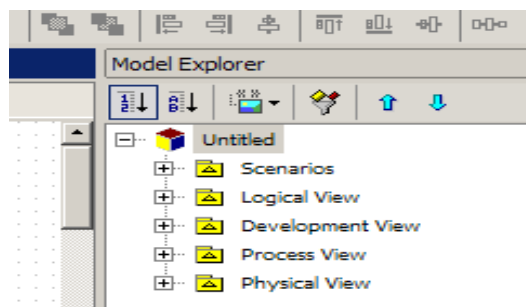 Model Explorer
Untitled
Scenarios
Logical View
Development View
Process View
Physical View